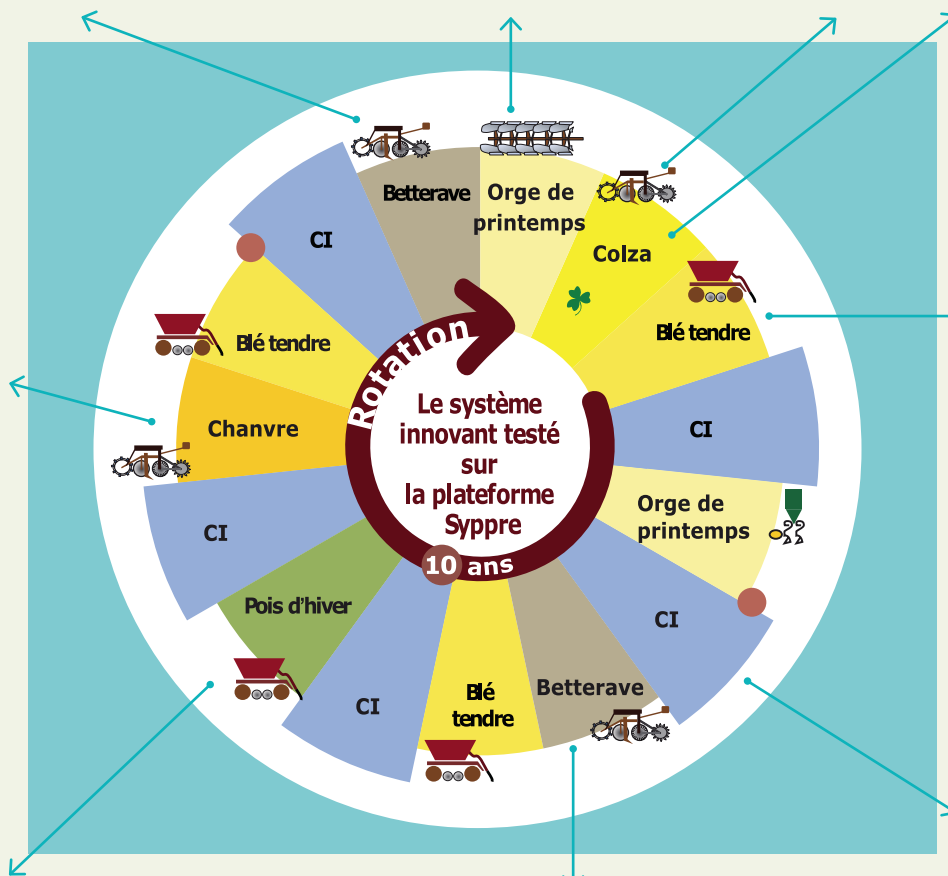 Betterave
Orge de
printemps
Colza
Blé tendre
CI
Orge de
printemps
CI
Betterave
Blé
tendre
CI
Pois d'hiver
CI
Chanvre
Blé tendre
CI
Rotation
Le système
innovant testé
sur
la plateforme
Syppre
10 ans